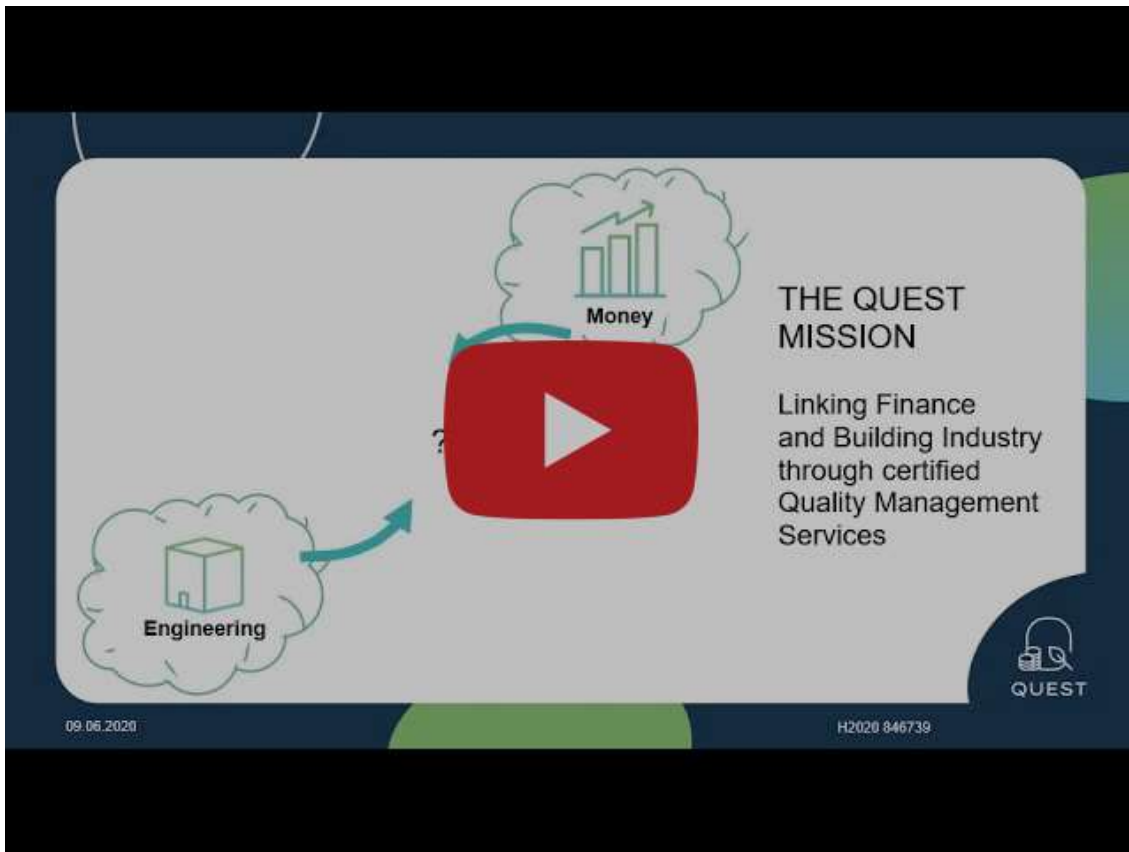 Money
THE QUEST
MISSION
Linking Finance
and Building Industry
through certified
Quality Management
Services
?
Engineering
QUEST
09.06.2020
H2020 846739